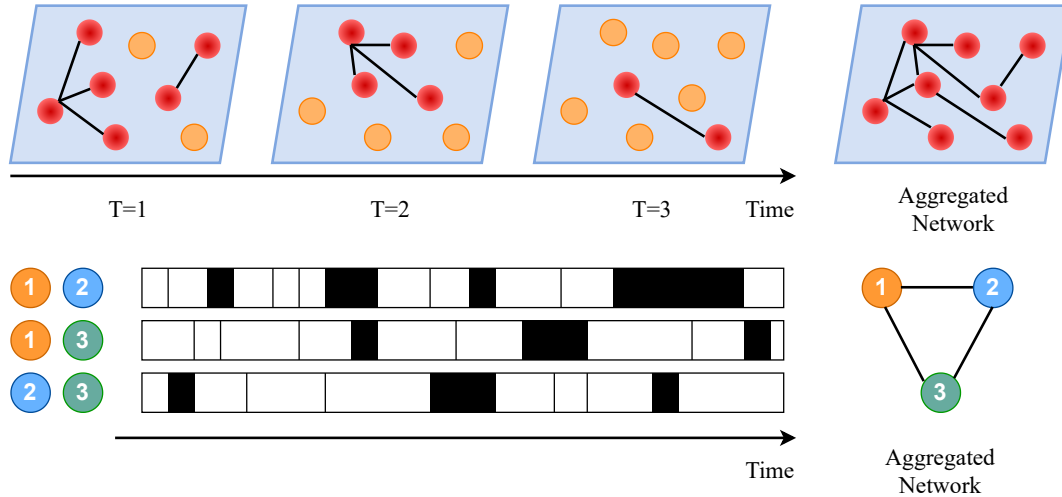 T=1 T=2 T=3 Time
Aggregated
Network
1 2
1 3
2 3
1 2
3
Time
Aggregated
Network